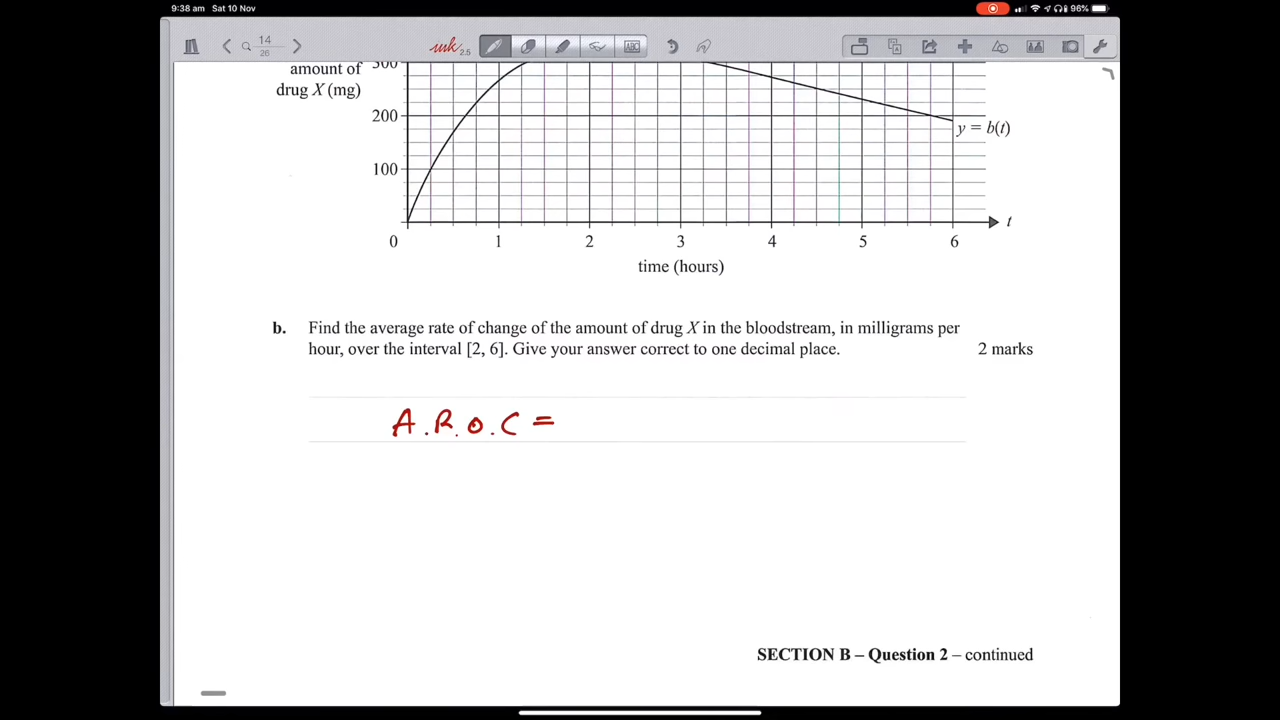 9:38 am Sat 10 Nov
96%
14
26
2.5
ABC
amount of
drug X (mg)
300
200
100
y = b(t)
t
0 1 2 3 4 5 6
time (hours)
b. Find the average rate of change of the amount of drug X in the bloodstream, in milligrams per
hour, over the interval [2, 6]. Give your answer correct to one decimal place. 2 marks
A.R.O.C =
SECTION B – Question 2 – continued